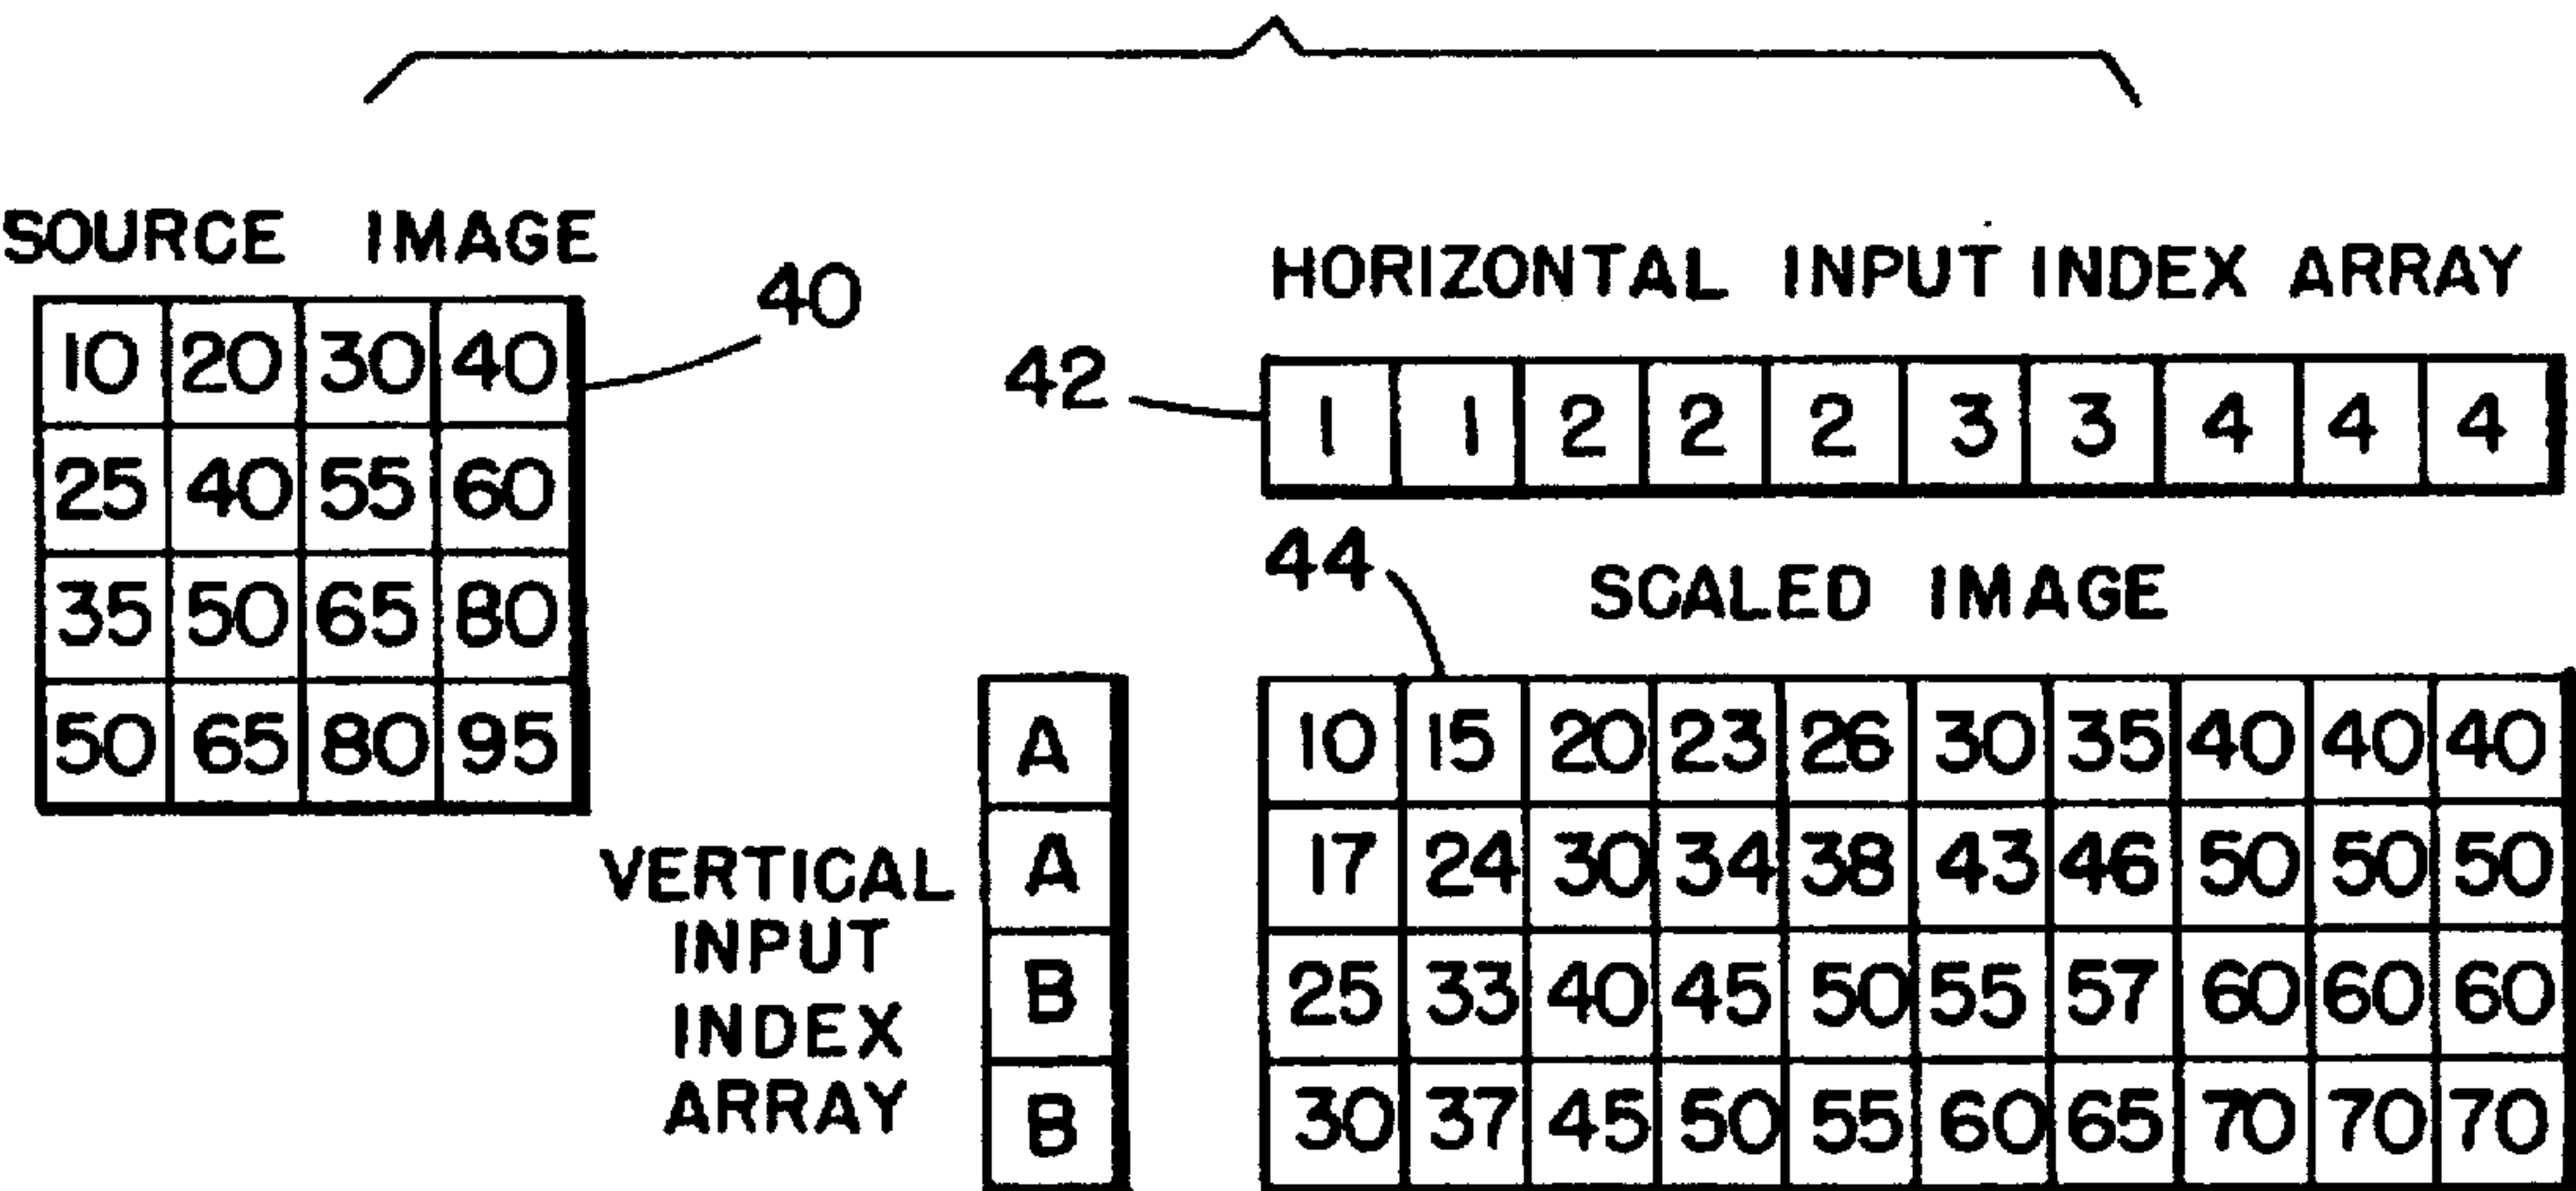 SOURCE IMAGE
40
10 20 30 40
25 40 55 60
35 50 65 80
50 65 80 95
HORIZONTAL INPUT INDEX ARRAY
42
1 1 2 2 2 3 3 4 4 4
44
SCALED IMAGE
VERTICAL
INPUT
INDEX
ARRAY
A
A
B
B
10 15 20 23 26 30 35 40 40 40
17 24 30 34 38 43 46 50 50 50
25 33 40 45 50 55 57 60 60 60
30 37 45 50 55 60 65 70 70 70